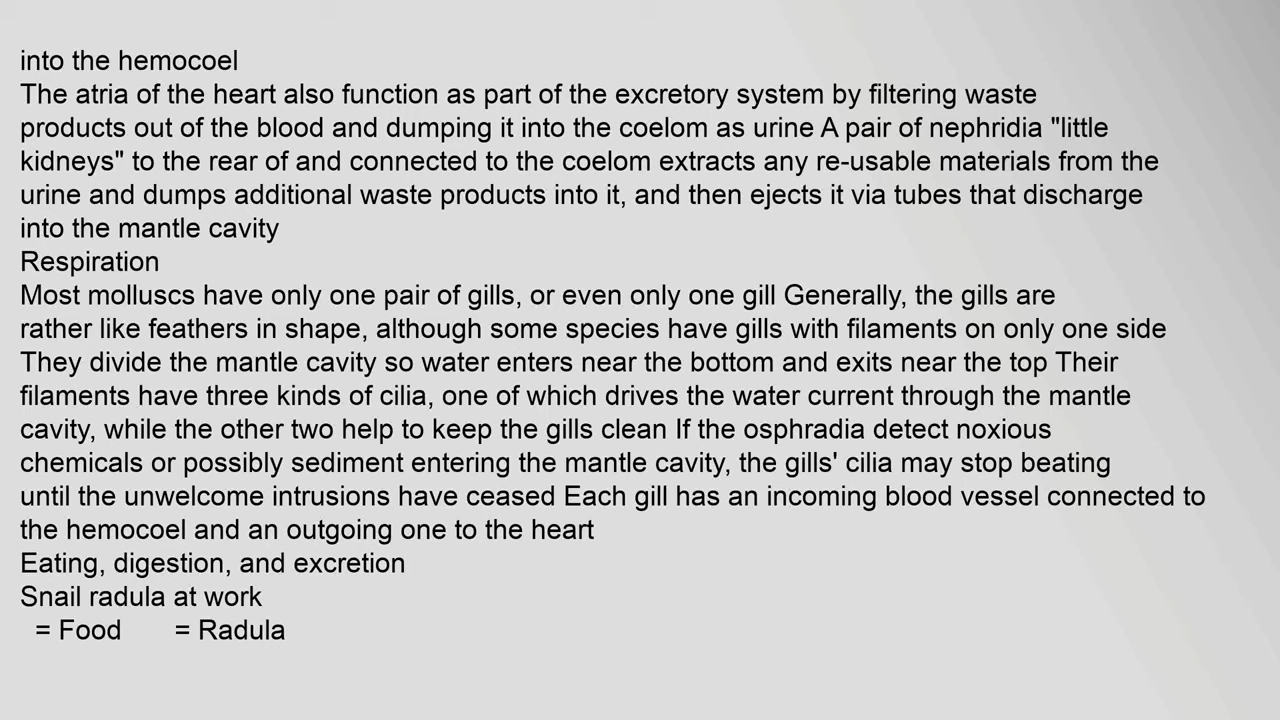 into the hemocoel
The atria of the heart also function as part of the excretory system by filtering waste
products out of the blood and dumping it into the coelom as urine A pair of nephridia "little
kidneys" to the rear of and connected to the coelom extracts any re-usable materials from the
urine and dumps additional waste products into it, and then ejects it via tubes that discharge
into the mantle cavity
Respiration
Most molluscs have only one pair of gills, or even only one gill Generally, the gills are
rather like feathers in shape, although some species have gills with filaments on only one side
They divide the mantle cavity so water enters near the bottom and exits near the top Their
filaments have three kinds of cilia, one of which drives the water current through the mantle
cavity, while the other two help to keep the gills clean If the osphradia detect noxious
chemicals or possibly sediment entering the mantle cavity, the gills' cilia may stop beating
until the unwelcome intrusions have ceased Each gill has an incoming blood vessel connected to
the hemocoel and an outgoing one to the heart
Eating, digestion, and excretion
Snail radula at work
= Food = Radula